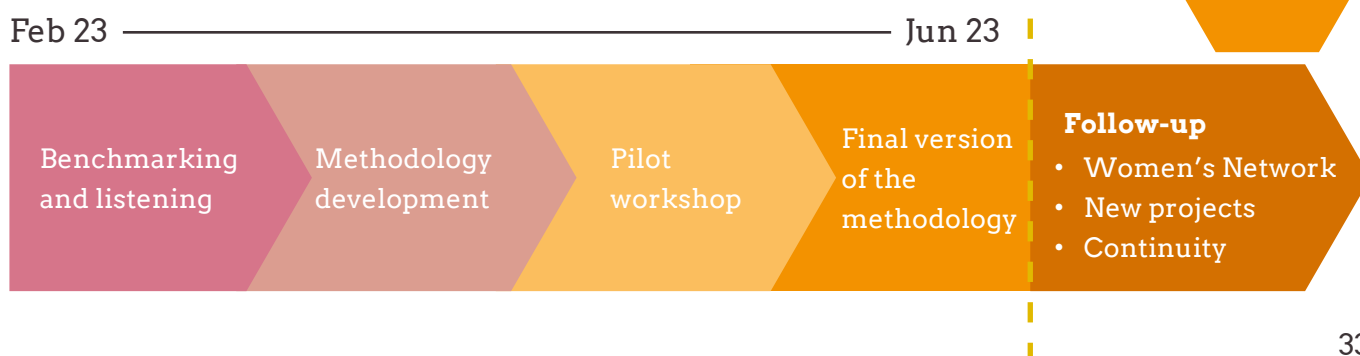 Feb 23
Jun 23
Benchmarking
and listening
Methodology
development
Pilot
workshop
Final version
of the
methodology
Follow-up
• Women's Network
• New projects
• Continuity
33